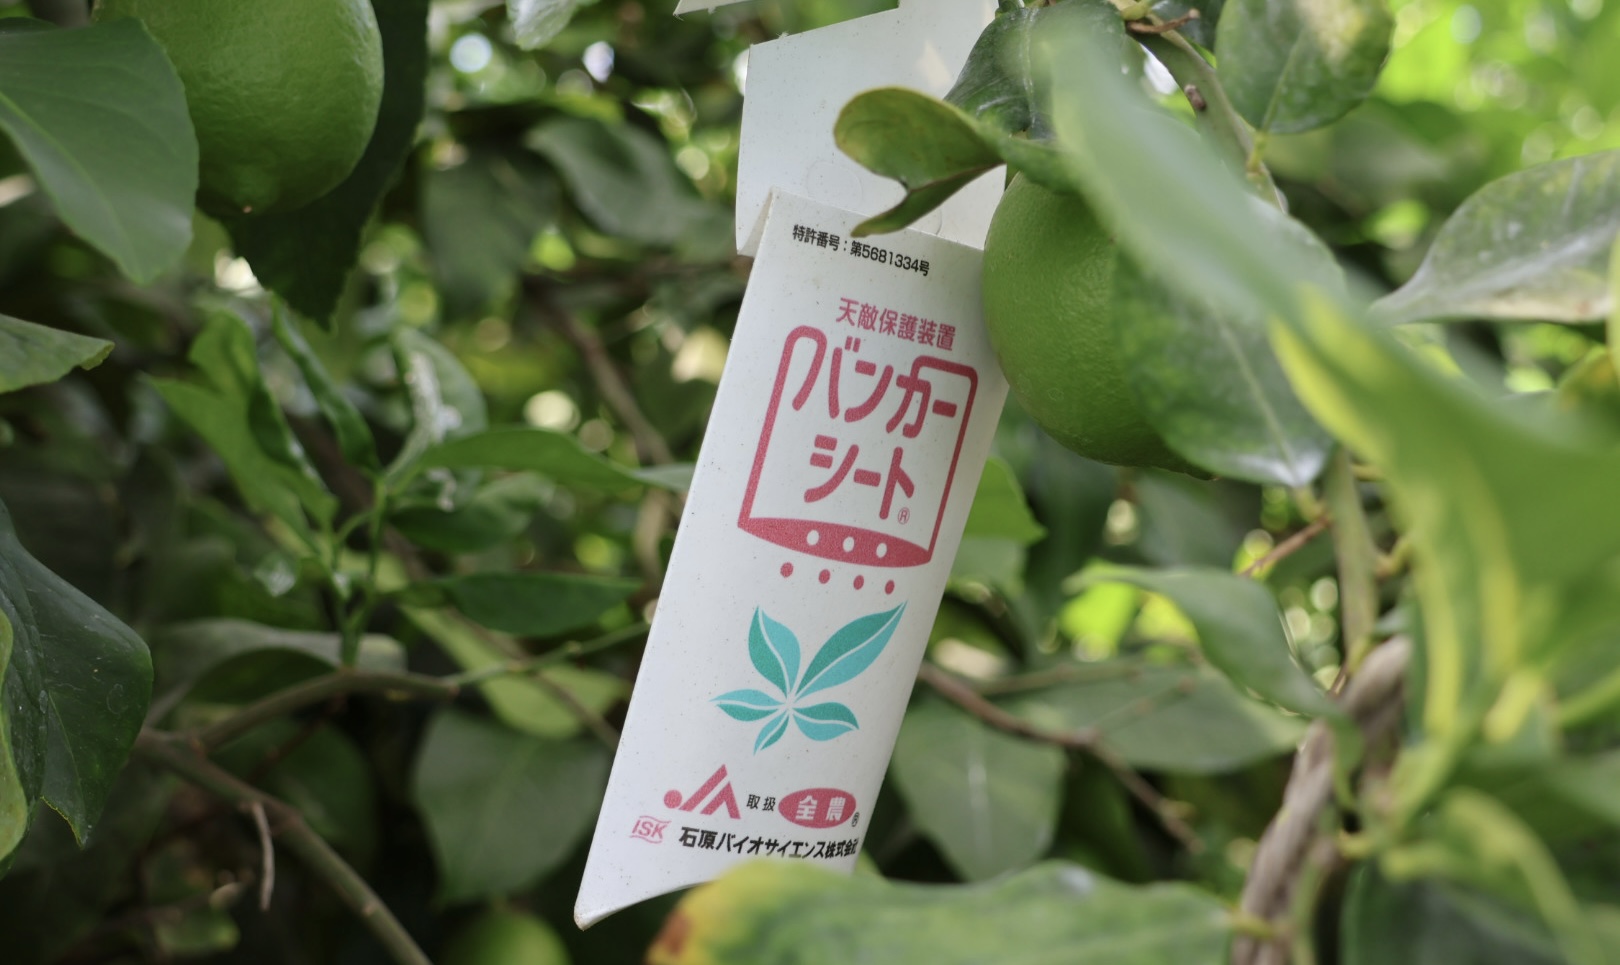 特許番号：第5681334号
天敵保護装置
バンカー
シート®
JA 取扱 全農®
ISK 石原バイオサイエンス株式会社